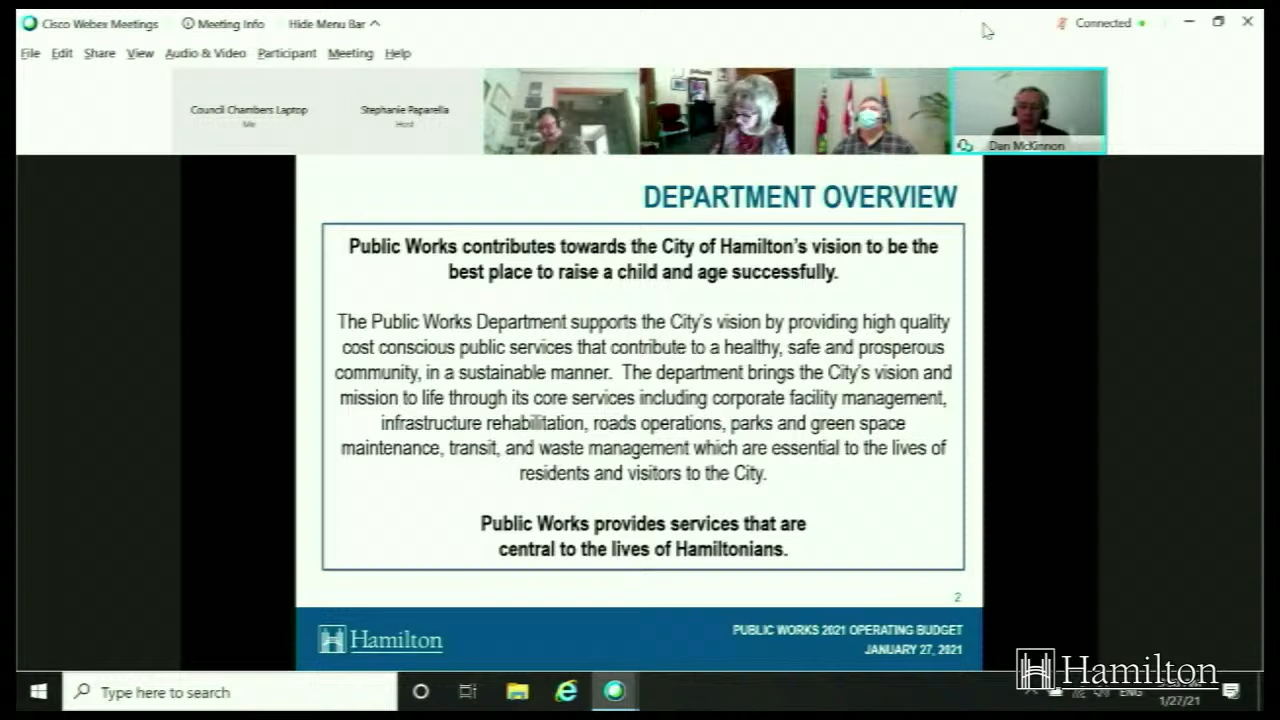 Cisco Webex Meetings
Meeting Info
Hide Menu Bar
Connected
File Edit Share View Audio & Video Participant Meeting Help
Council Chambers Laptop
Me
Stephanie Paparella
Host
Dan McKinnon
DEPARTMENT OVERVIEW
Public Works contributes towards the City of Hamilton's vision to be the
best place to raise a child and age successfully.
The Public Works Department supports the City's vision by providing high quality
cost conscious public services that contribute to a healthy, safe and prosperous
community, in a sustainable manner. The department brings the City's vision and
mission to life through its core services including corporate facility management,
infrastructure rehabilitation, roads operations, parks and green space
maintenance, transit, and waste management which are essential to the lives of
residents and visitors to the City.
Public Works provides services that are
central to the lives of Hamiltonians.
2
Hamilton
PUBLIC WORKS 2021 OPERATING BUDGET
JANUARY 27, 2021
Hamilton
Type here to search
ENG
1/27/21